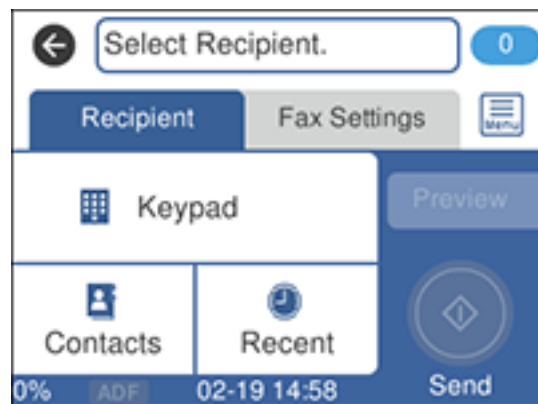 Select Recipient.
0
Recipient
Fax Settings
Menu
Keypad
Preview
Contacts
Recent
0%
ADF
02-19 14:58
Send